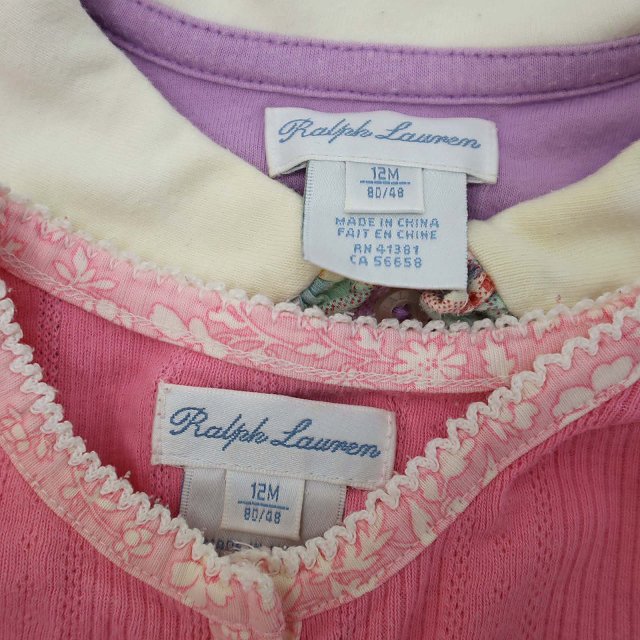 Ralph Lauren
12M
80/48
MADE IN CHINA
FAIT EN CHINE
RN 41381
CA 56658
Ralph Lauren
12M
80/48